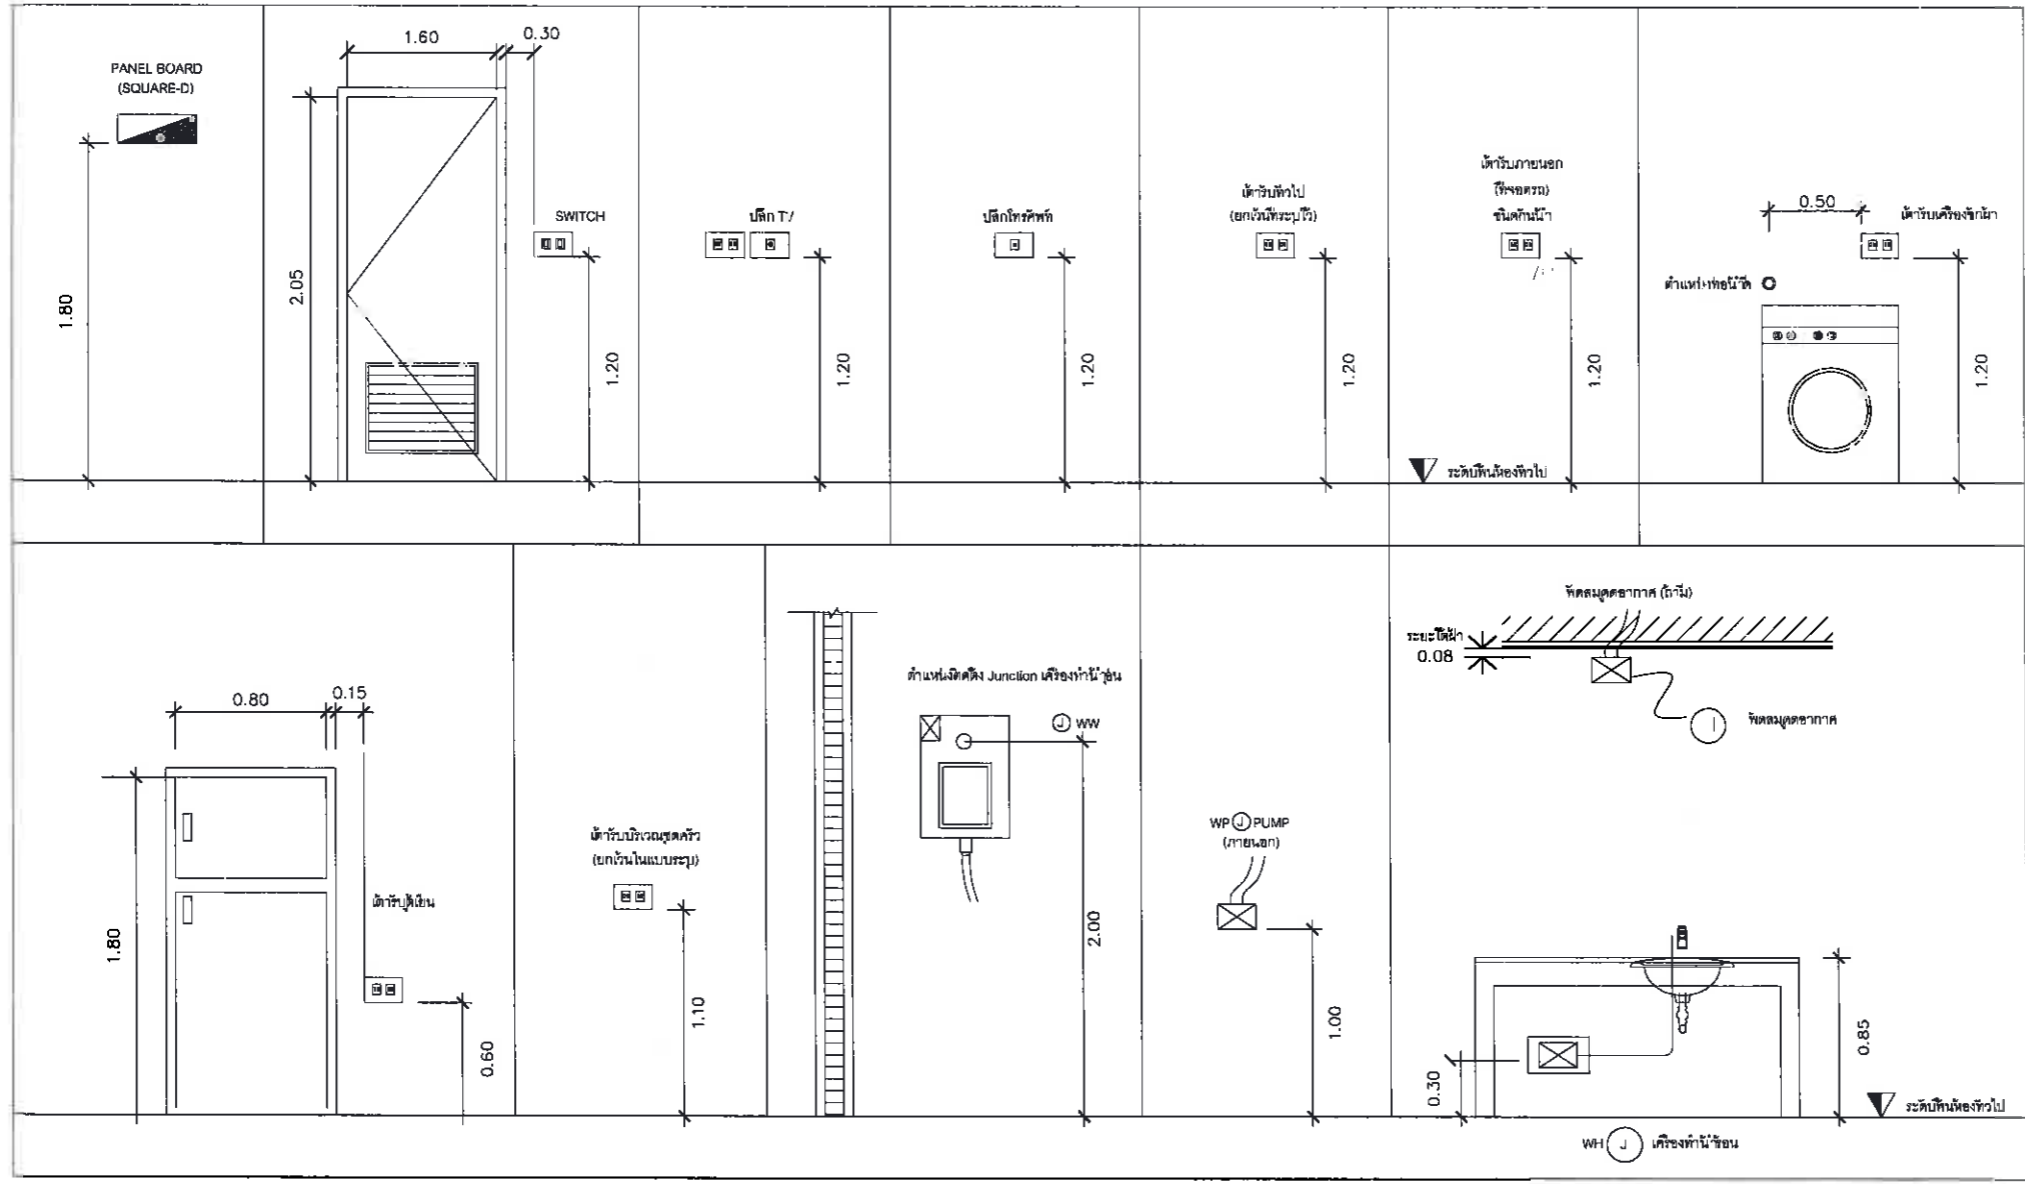 PANEL BOARD
(SQUARE-D)
1.80
1.60
0.30
2.05
SWITCH
1.20
ปลั๊ก TV
1.20
ปลั๊กโทรศัพท์
1.20
เต้ารับทั่วไป
(ยกเว้นที่ระบุไว้)
1.20
เต้ารับภายนอก
(ที่จอดรถ)
ชนิดกันน้ำ
1.20
ระดับพื้นห้องทั่วไป
0.50
เต้ารับเครื่องซักผ้า
1.20
0.80
0.15
1.80
เต้ารับตู้เย็น
0.60
เต้ารับบริเวณชุดครัว
(ยกเว้นในแบบระบุ)
1.10
ตำแหน่งติดตั้ง Junction เครื่องทำน้ำอุ่น
J WW
2.00
WP J PUMP
(ภายนอก)
1.00
พัดลมดูดอากาศ (ถ้ามี)
ระยะใต้ฝ้า
0.08
พัดลมดูดอากาศ
0.30
0.85
ระดับพื้นห้องทั่วไป
WH J เครื่องทำน้ำร้อน